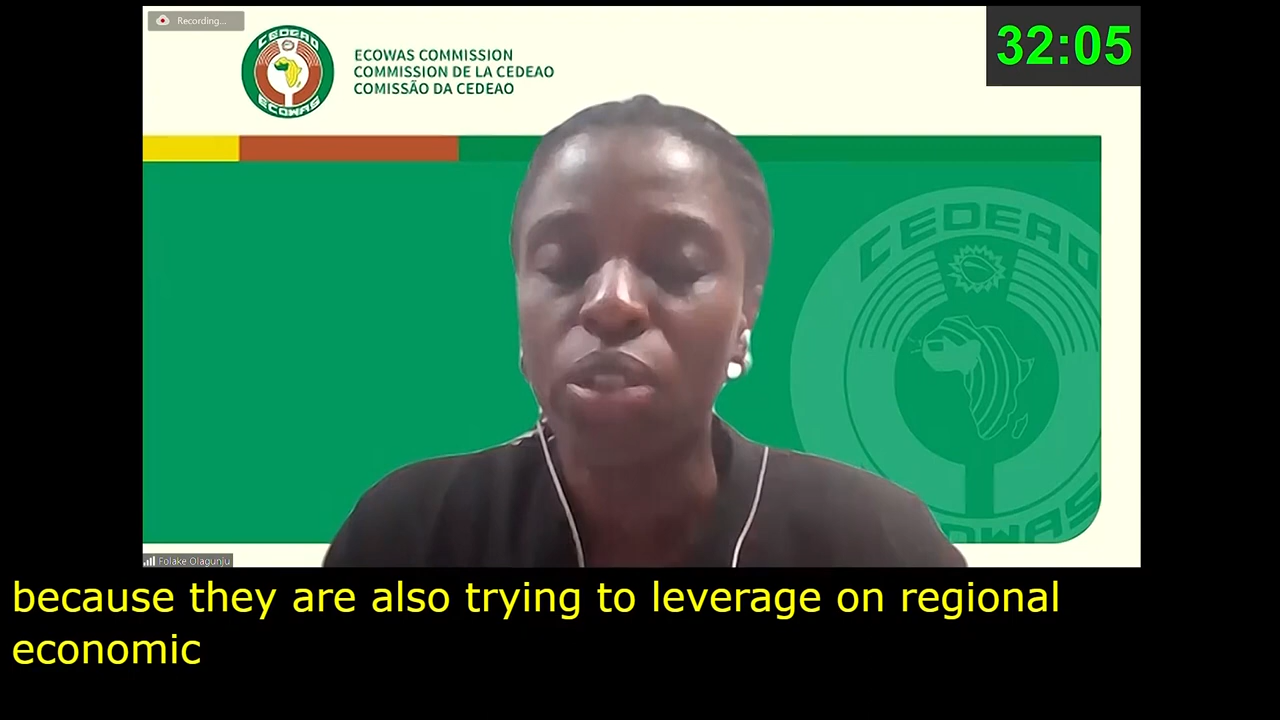 Recording...
CEDEAO
ECOWAS
ECOWAS COMMISSION
COMMISSION DE LA CEDEAO
COMISSÃO DA CEDEAO
32:05
CEDEAO
ECOWAS
Folake Olagunju
because they are also trying to leverage on regional
economic